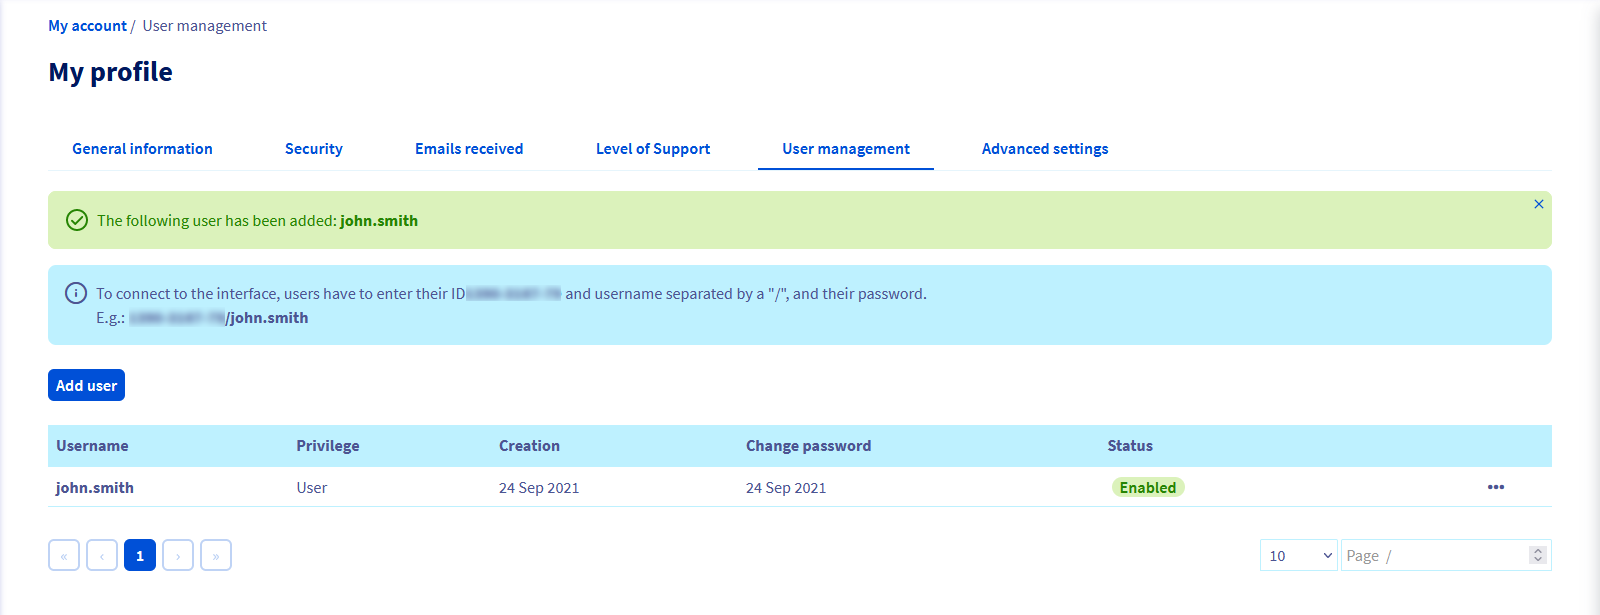 My account / User management
My profile
General information Security Emails received Level of Support User management Advanced settings
The following user has been added: john.smith
To connect to the interface, users have to enter their ID and username separated by a "/", and their password.
E.g.: /john.smith
Add user
Username Privilege Creation Change password Status
john.smith User 24 Sep 2021 24 Sep 2021 Enabled •••
« ‹ 1 › » 10 Page /